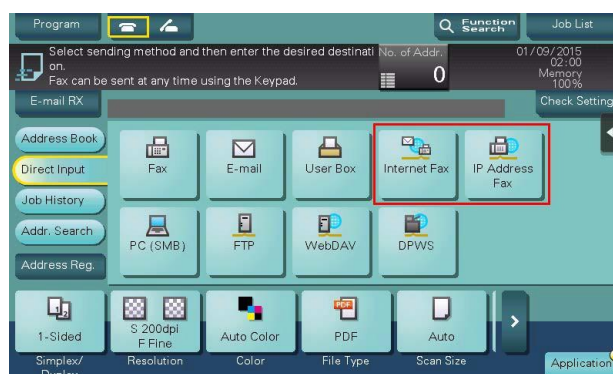 Program
Function
Search
Job List
Select sending method and then enter the desired destinati
on.
Fax can be sent at any time using the Keypad.
No. of Addr.
0
01/09/2015
02:00
Memory
100%
E-mail RX
Check Setting
Address Book
Direct Input
Job History
Addr. Search
Address Reg.
Fax
E-mail
User Box
Internet Fax
IP Address
Fax
PC (SMB)
FTP
WebDAV
DPWS
1-Sided
S 200dpi
F Fine
Auto Color
PDF
PDF
Auto
Simplex/
Duplex
Resolution
Color
File Type
Scan Size
Application